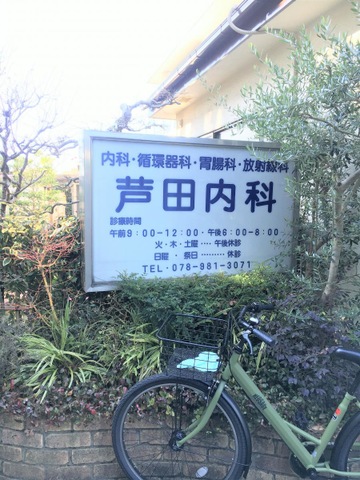 内科・循環器科・胃腸科・放射線科
芦田内科
診療時間
午前9:00-12:00・午後6:00-8:00
火・木・土曜‥‥午後休診
日曜・祭日………休診
TEL・078-981-3071